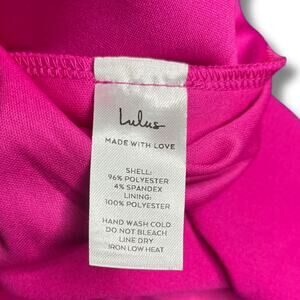 Lulus
MADE WITH LOVE
SHELL:
96% POLYESTER
4% SPANDEX
LINING:
100% POLYESTER
HAND WASH COLD
DO NOT BLEACH
LINE DRY
IRON LOW HEAT